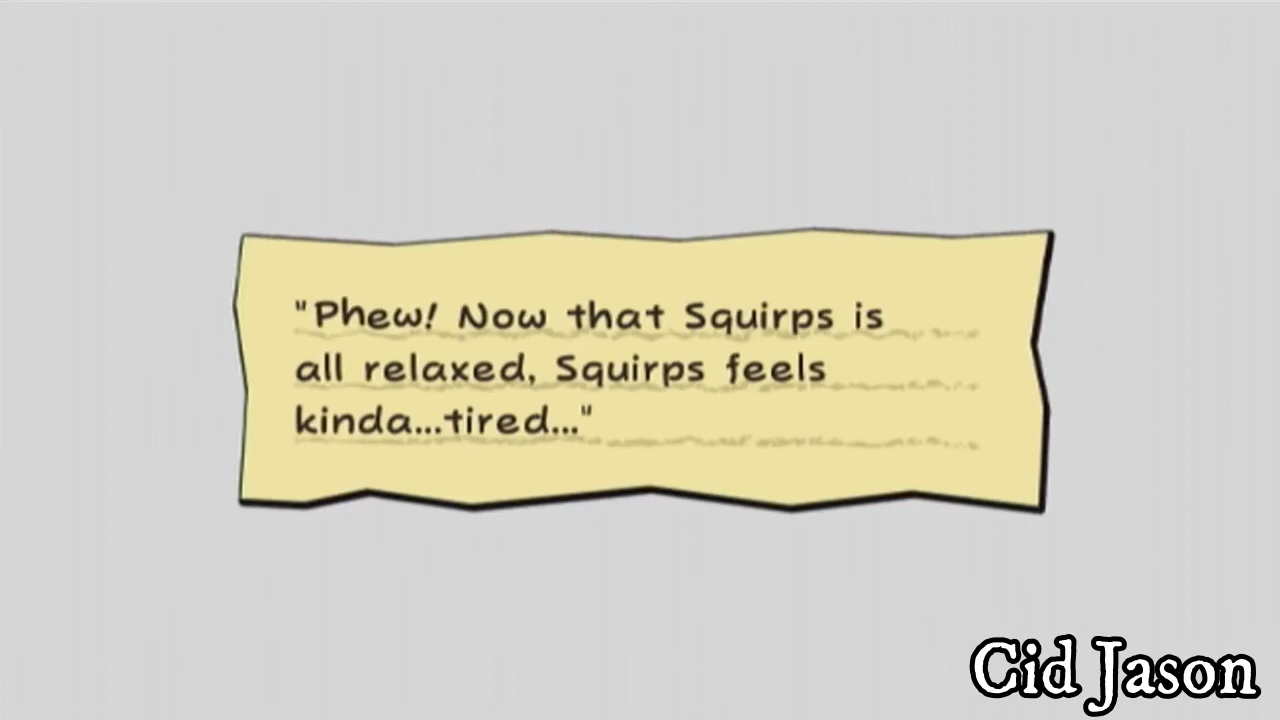 "Phew! Now that Squirps is
all relaxed, Squirps feels
kinda...tired..."
Cid Jason